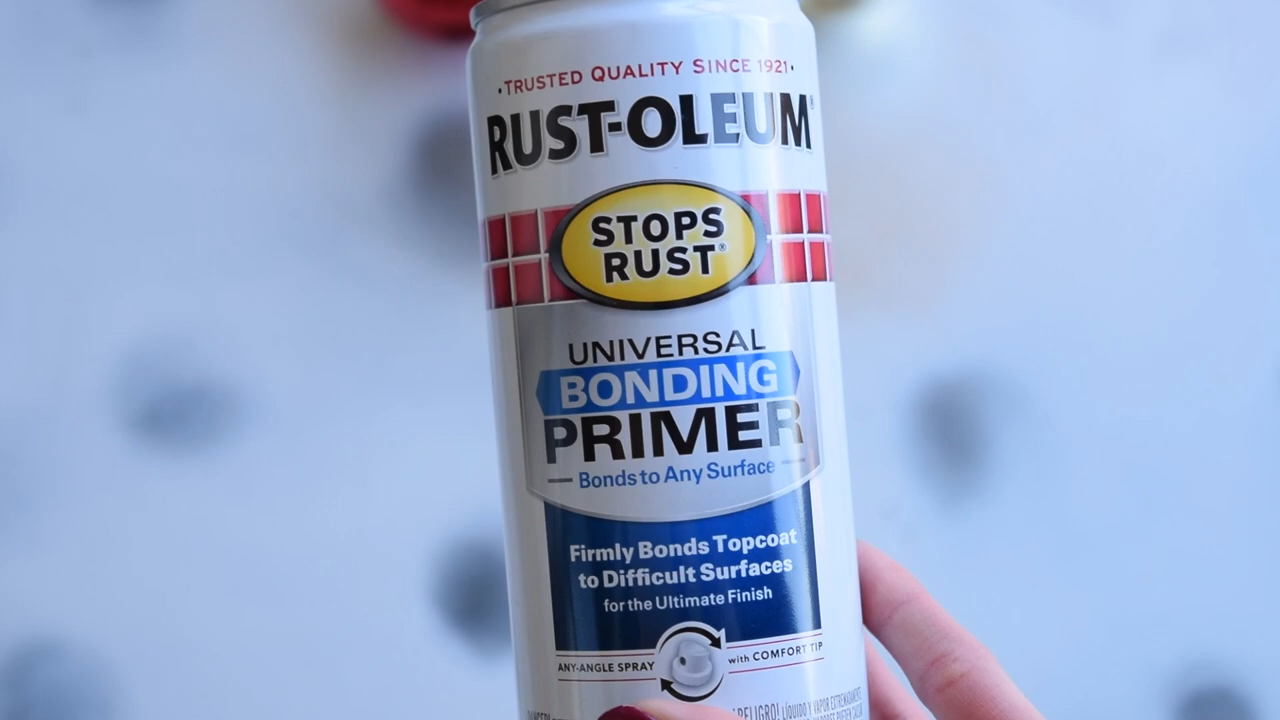 •TRUSTED QUALITY SINCE 1921•
RUST-OLEUM®
STOPS
RUST®
UNIVERSAL
BONDING
PRIMER
Bonds to Any Surface
Firmly Bonds Topcoat
to Difficult Surfaces
for the Ultimate Finish
ANY-ANGLE SPRAY with COMFORT TIP
¡PELIGRO! LÍQUIDO Y VAPOR EXTREMADAMENTE